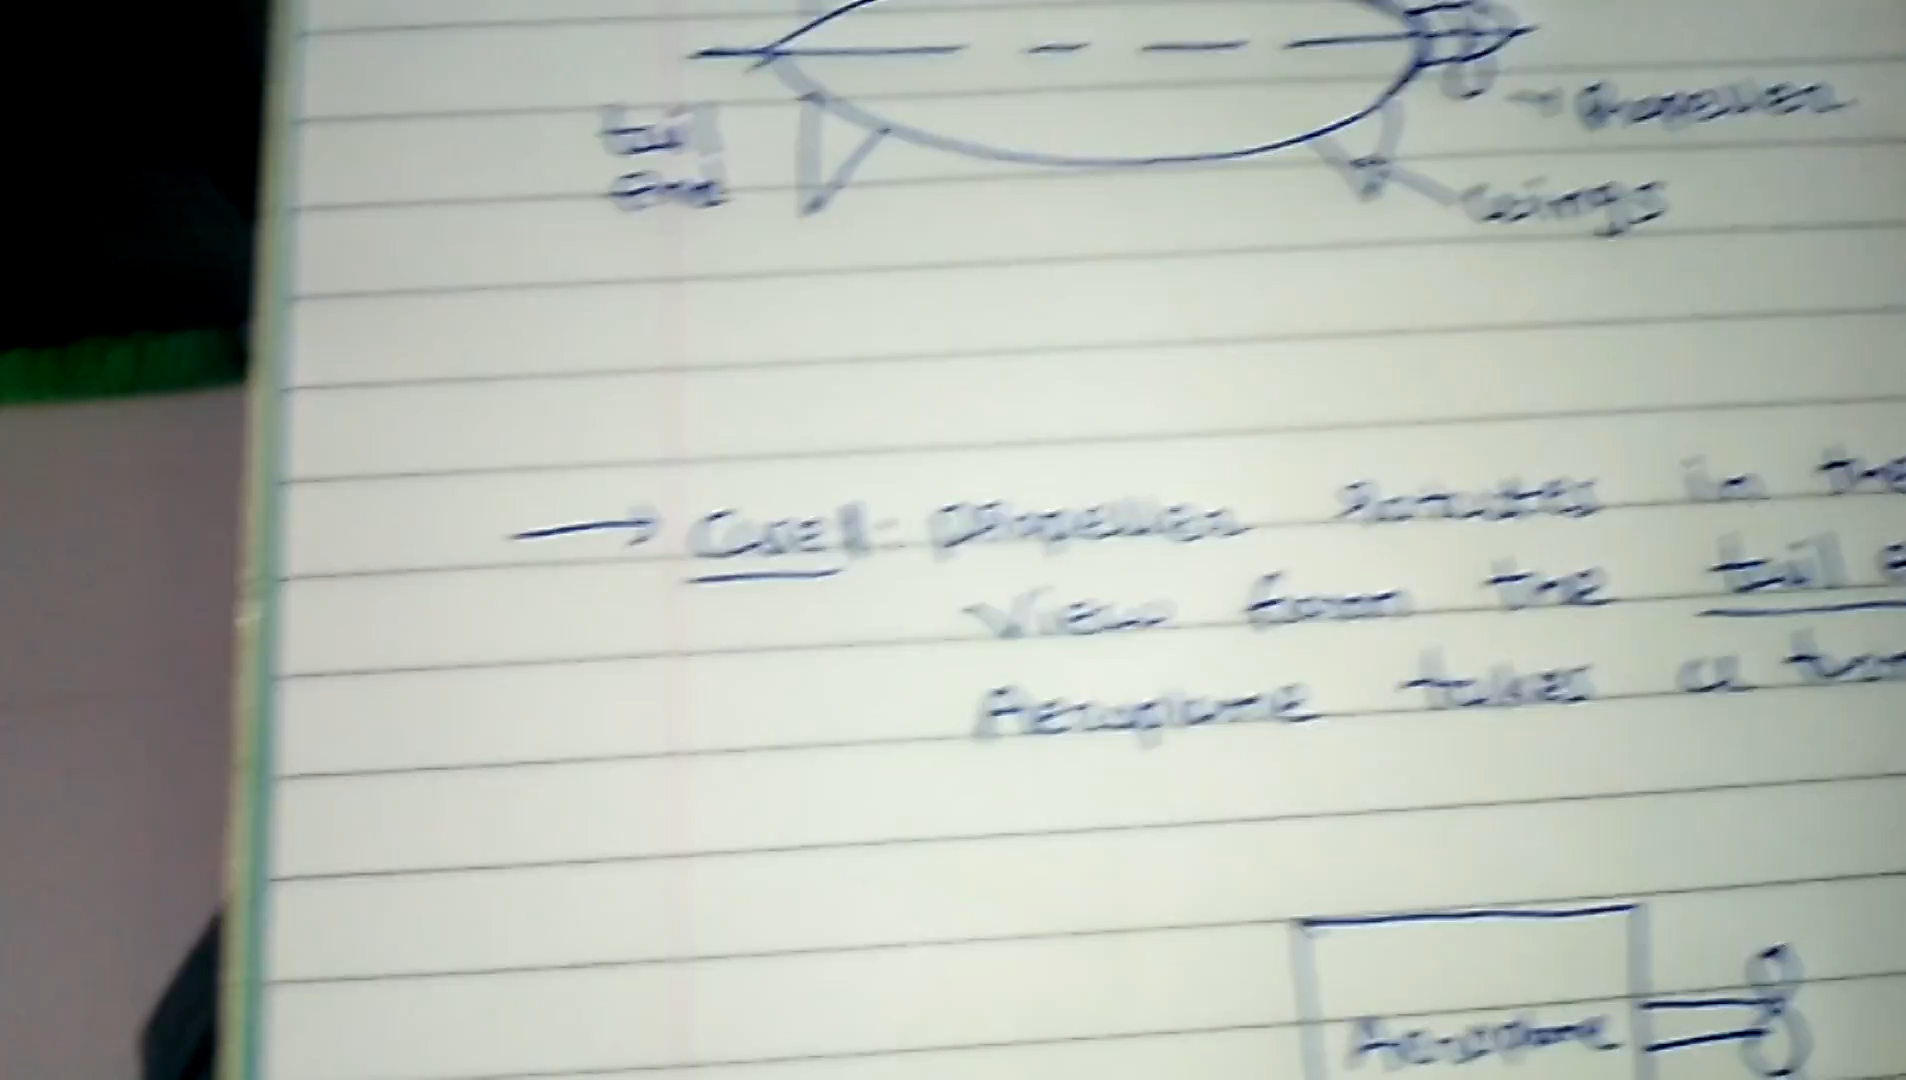 Propeller
tail
End
wings
Case 1:- Propeller Rotates in the
View from the tail
Aeroplane takes a
Aeroplane